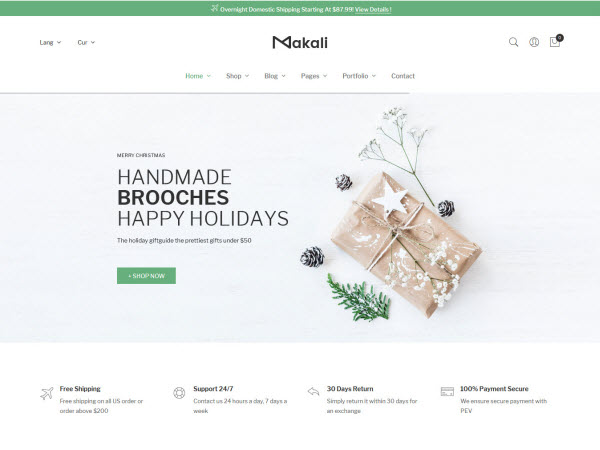 Overnight Domestic Shipping Starting At $87.99! View Details !
Lang
Cur
Makali
0
Home
Shop
Blog
Pages
Portfolio
Contact
MERRY CHRISTMAS
HANDMADE
BROOCHES
HAPPY HOLIDAYS
The holiday giftguide the prettiest gifts under $50
+ SHOP NOW
Free Shipping
Free shipping on all US order or
order above $200
Support 24/7
Contact us 24 hours a day, 7 days a
week
30 Days Return
Simply return it within 30 days for
an exchange
100% Payment Secure
We ensure secure payment with
PEV